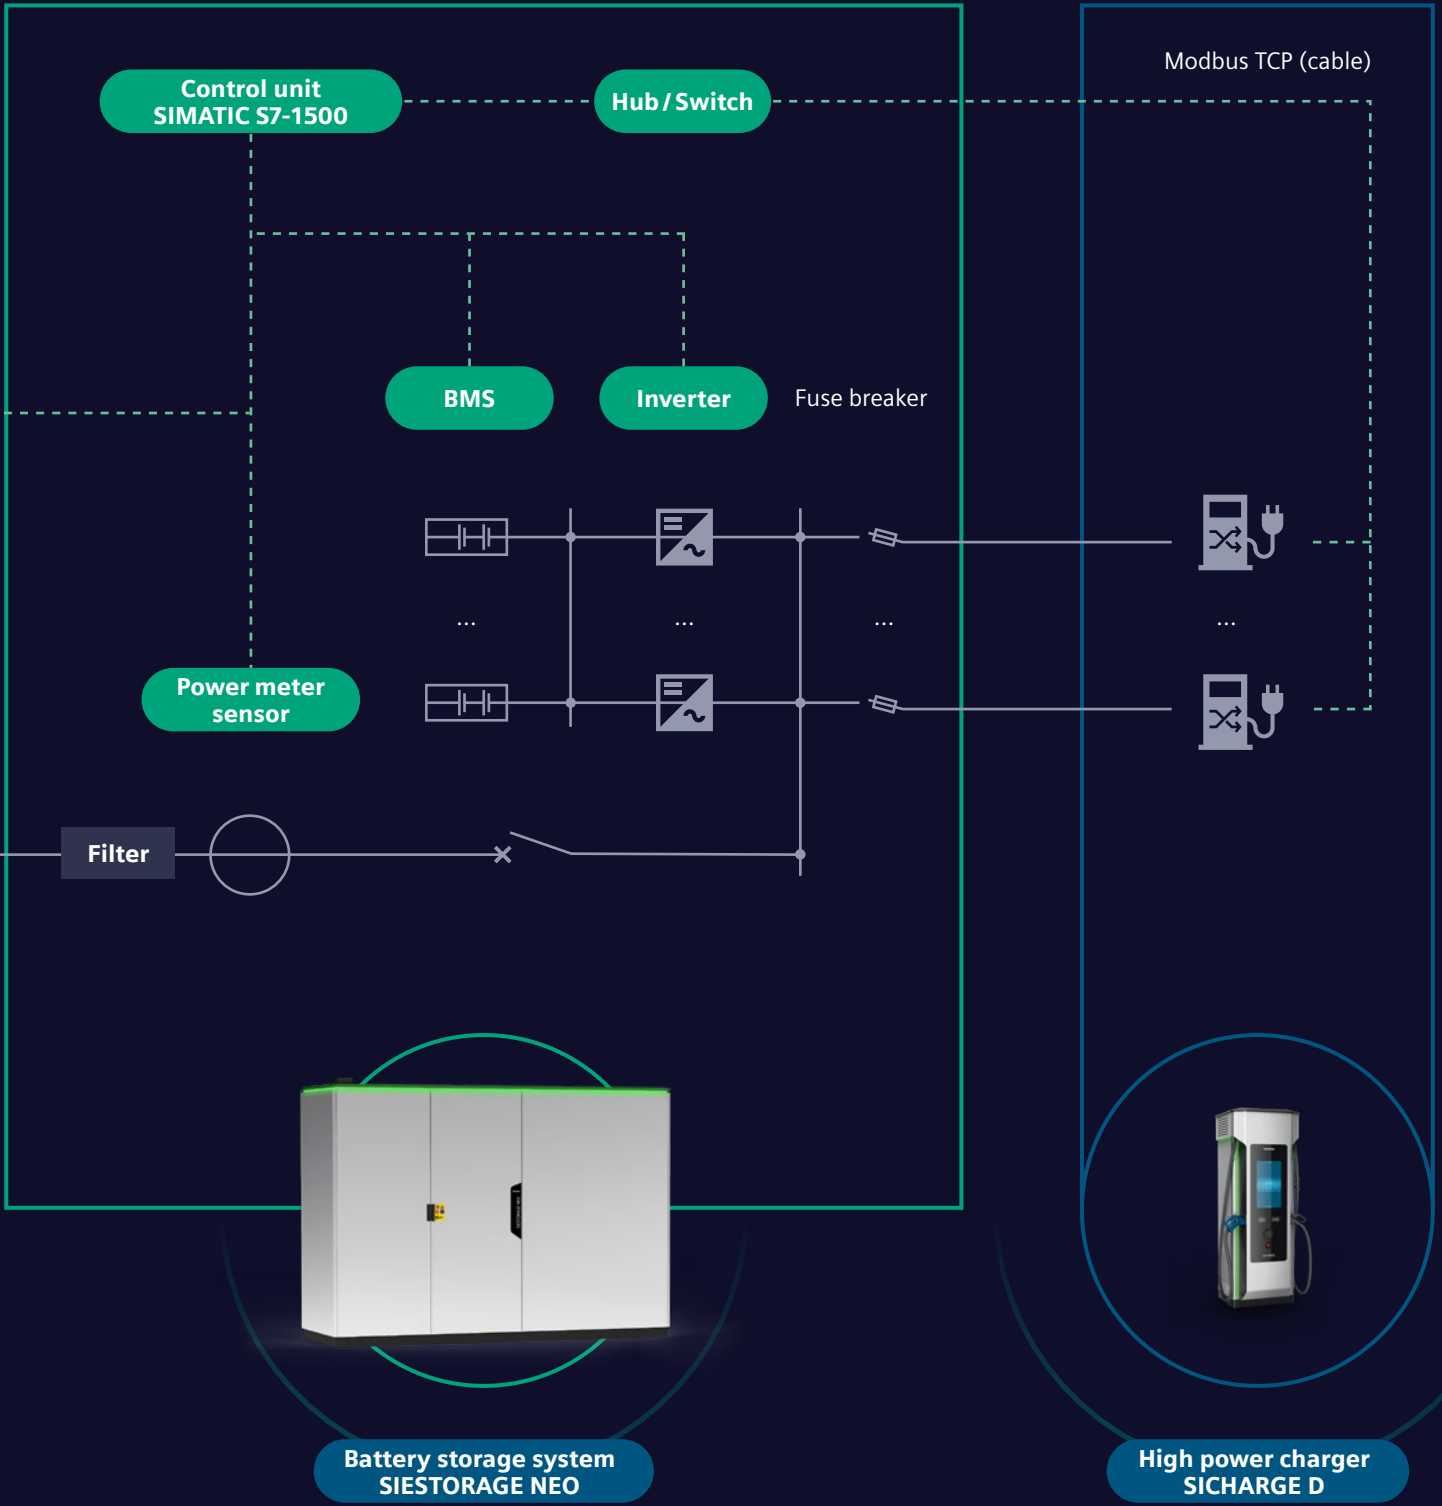 Modbus TCP (cable)
Control unit
SIMATIC S7-1500
Hub / Switch
BMS
Inverter
Fuse breaker
...
...
...
...
Power meter
sensor
Filter
Battery storage system
SIESTORAGE NEO
High power charger
SICHARGE D